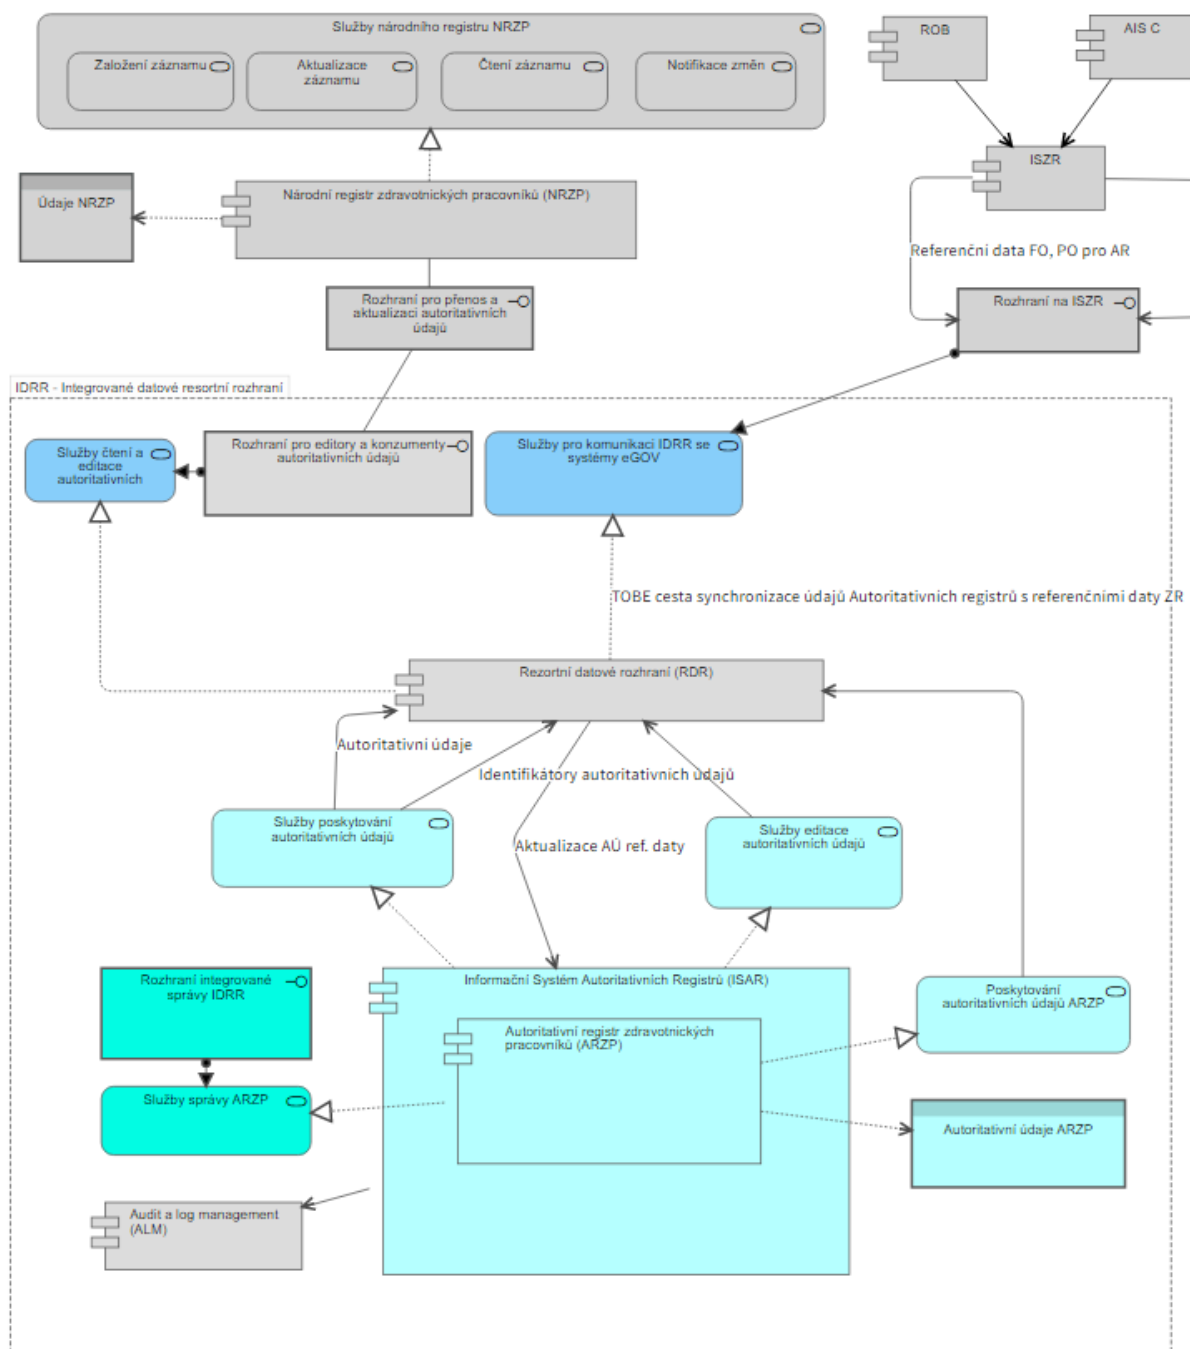 Služby národního registru NRZP
Založení záznamu
Aktualizace
záznamu
Čtení záznamu
Notifikace změn
ROB
AIS C
ISZR
Údaje NRZP
Národní registr zdravotnických pracovníků (NRZP)
Referenční data FO, PO pro AR
Rozhraní pro přenos a
aktualizaci autoritativních
údajů
Rozhraní na ISZR
IDRR - Integrované datové resortní rozhraní
Služby čtení a
editace
autoritativních
Rozhraní pro editory a konzumenty
autoritativních údajů
Služby pro komunikaci IDRR se
systémy eGOV
TOBE cesta synchronizace údajů Autoritativních registrů s referenčními daty ZR
Rezortní datové rozhraní (RDR)
Autoritativní údaje
Identifikátory autoritativních údajů
Služby poskytování
autoritativních údajů
Aktualizace AÚ ref. daty
Služby editace
autoritativních údajů
Rozhraní integrované
správy IDRR
Informační Systém Autoritativních Registrů (ISAR)
Poskytování
autoritativních údajů ARZP
Autoritativní registr zdravotnických
pracovníků (ARZP)
Služby správy ARZP
Autoritativní údaje ARZP
Audit a log management
(ALM)